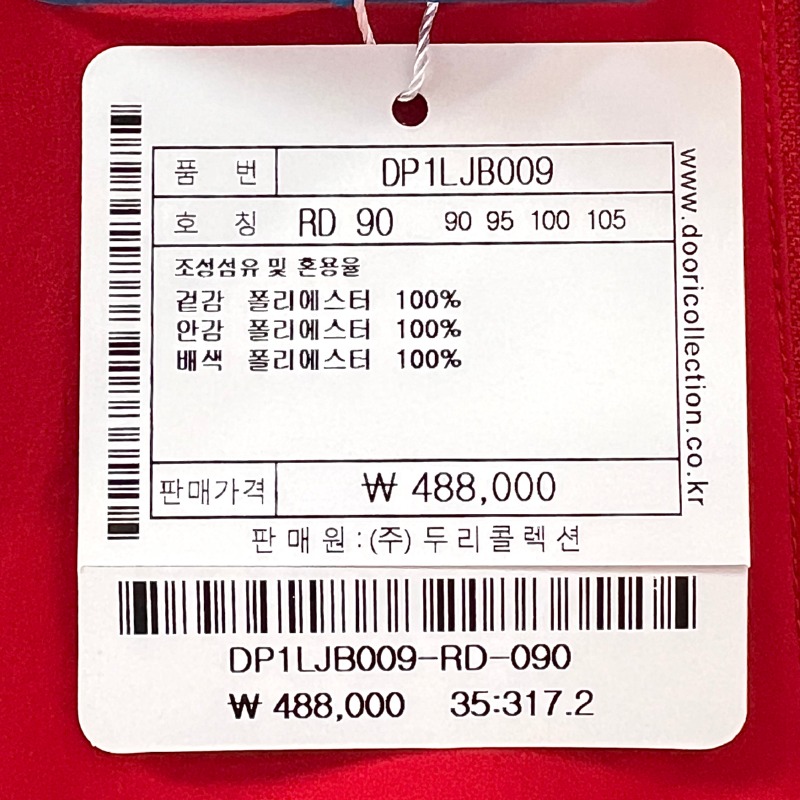 품 번 DP1LJB009
호 칭 RD 90 90 95 100 105
조성섬유 및 혼용율
겉감 폴리에스터 100%
안감 폴리에스터 100%
배색 폴리에스터 100%
판매가격 ₩ 488,000
판매원:(주)두리콜렉션
www.dooricollection.co.kr
DP1LJB009-RD-090
₩ 488,000 35:317.2